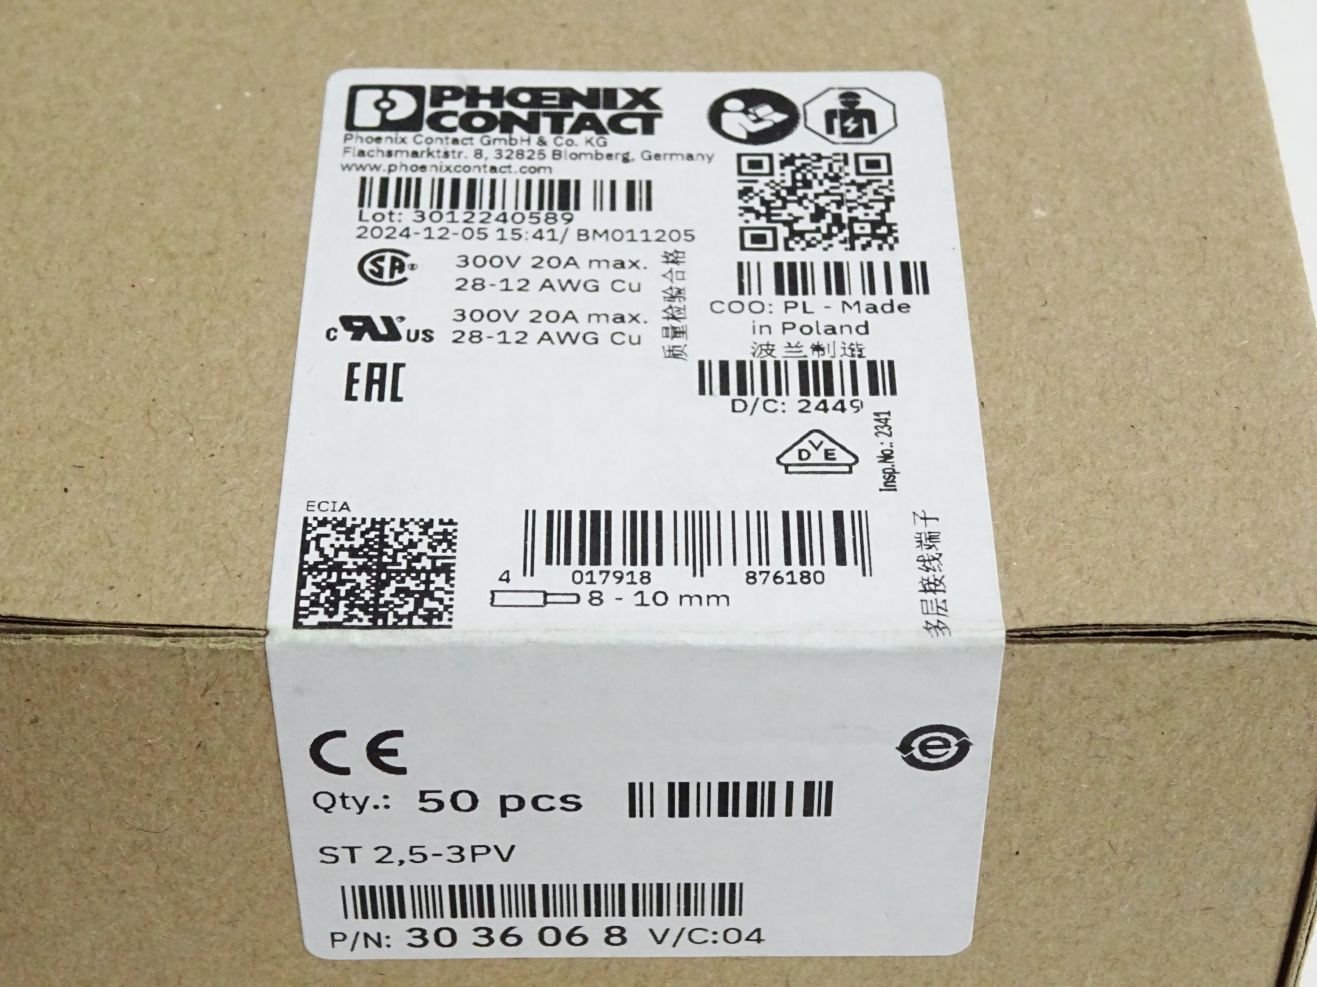 PHŒNIX
CONTACT
Phoenix Contact GmbH & Co. KG
Flachsmarktstr. 8, 32825 Blomberg, Germany
www.phoenixcontact.com
Lot: 3012240589
2024-12-05 15:41/ BM011205
300V 20A max.
28-12 AWG Cu
c RU US
300V 20A max.
28-12 AWG Cu
EAC
质量检验合格
COO: PL - Made
in Poland
波兰制造
D/C: 2449
Insp.No.: 2341
DVE
ECIA
4 017918 876180
8 - 10 mm
多层接线端子
CE
e
Qty.: 50 pcs
ST 2,5-3PV
P/N: 30 36 06 8 V/C:04